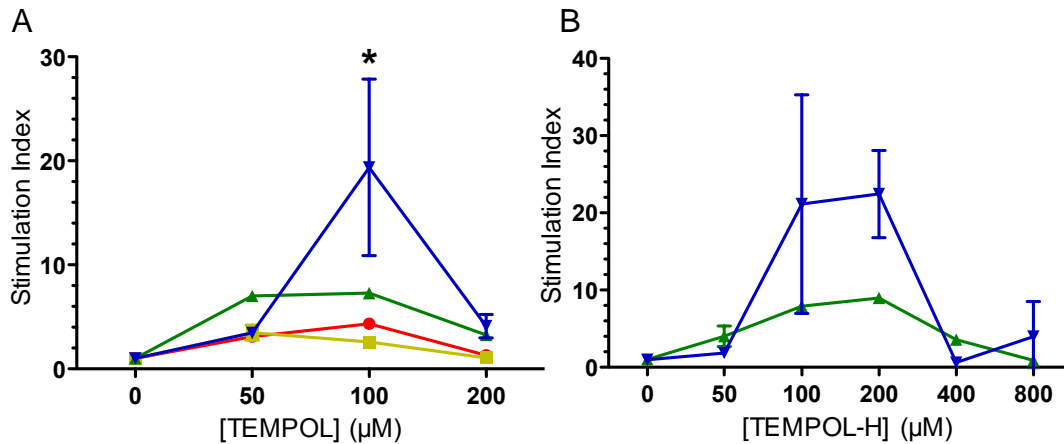 A
*
30
20
10
0
Stimulation Index
0 50 100 200
[TEMPOL] (µM)
B
40
30
20
10
0
Stimulation Index
0 50 100 200 400 800
[TEMPOL-H] (µM)